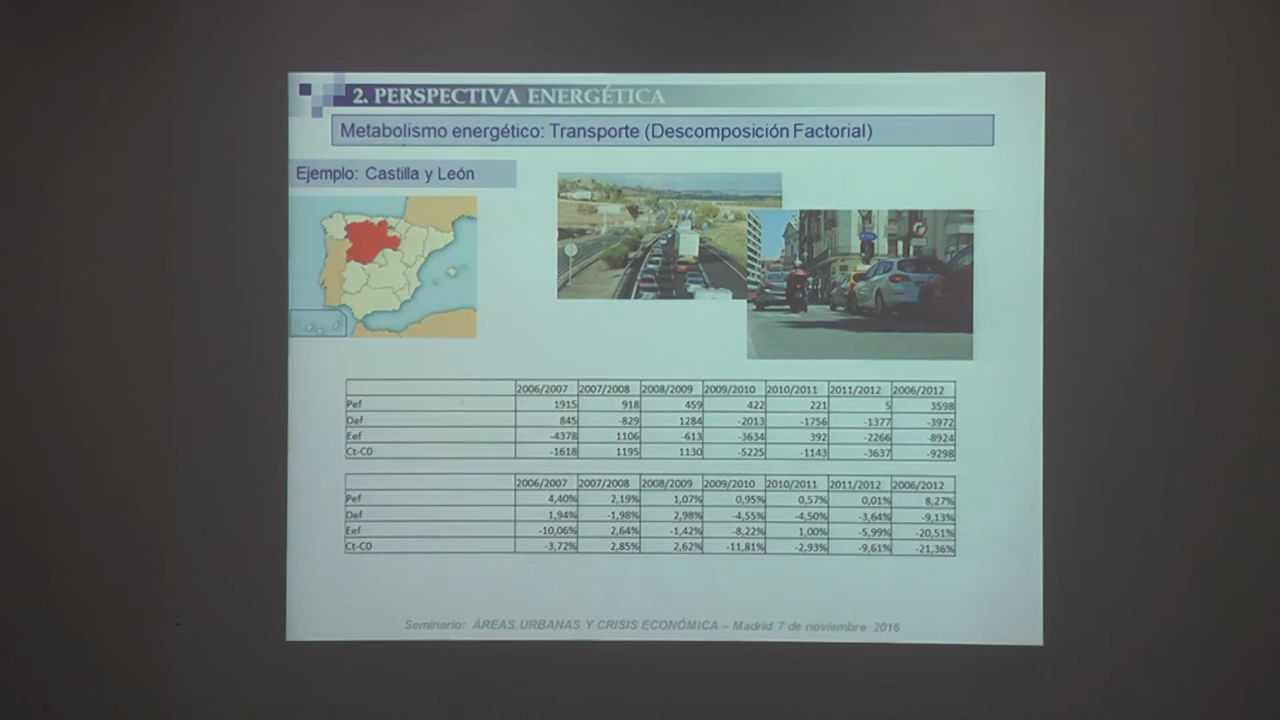 2. PERSPECTIVA ENERGÉTICA
Metabolismo energético: Transporte (Descomposición Factorial)
Ejemplo: Castilla y León
2006/2007 2007/2008 2008/2009 2009/2010 2010/2011 2011/2012 2006/2012
Pef 1915 918 459 422 221 5 3598
Def 845 -829 1284 -2013 -1756 -1377 -3972
Eef -4378 1106 -613 -3634 392 -2266 -8924
Ct-C0 -1618 1195 1130 -5225 -1143 -3637 -9298
2006/2007 2007/2008 2008/2009 2009/2010 2010/2011 2011/2012 2006/2012
Pef 4,40% 2,19% 1,07% 0,95% 0,57% 0,01% 8,27%
Def 1,94% -1,98% 2,98% -4,55% -4,50% -3,64% -9,13%
Eef -10,06% 2,64% -1,42% -8,22% 1,00% -5,99% -20,51%
Ct-C0 -3,72% 2,85% 2,62% -11,81% -2,93% -9,61% -21,36%
Seminario: ÁREAS URBANAS Y CRISIS ECONÓMICA – Madrid 7 de noviembre 2016